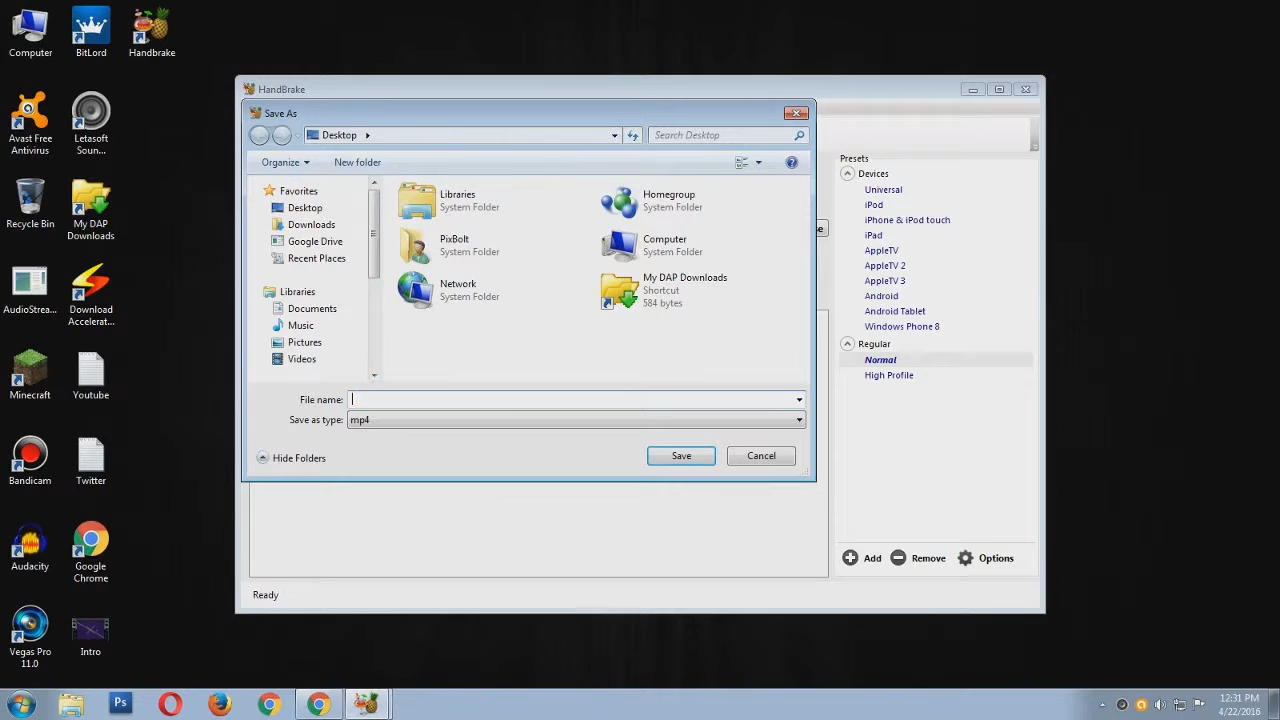 Computer
BitLord
Handbrake
Avast Free
Antivirus
Letasoft
Soun...
Recycle Bin
My DAP
Downloads
AudioStrea...
Download
Accelerat...
Minecraft
Youtube
Bandicam
Twitter
Audacity
Google
Chrome
Vegas Pro
11.0
Intro
HandBrake
Save As
Desktop
Search Desktop
Organize
New folder
Favorites
Desktop
Downloads
Google Drive
Recent Places
Libraries
Documents
Music
Pictures
Videos
Libraries
System Folder
Homegroup
System Folder
PixBolt
System Folder
Computer
System Folder
Network
System Folder
My DAP Downloads
Shortcut
584 bytes
File name:
Save as type: mp4
Hide Folders
Save
Cancel
se
Presets
Devices
Universal
iPod
iPhone & iPod touch
iPad
AppleTV
AppleTV 2
AppleTV 3
Android
Android Tablet
Windows Phone 8
Regular
Normal
High Profile
Add
Remove
Options
Ready
Ps
12:31 PM
4/22/2016